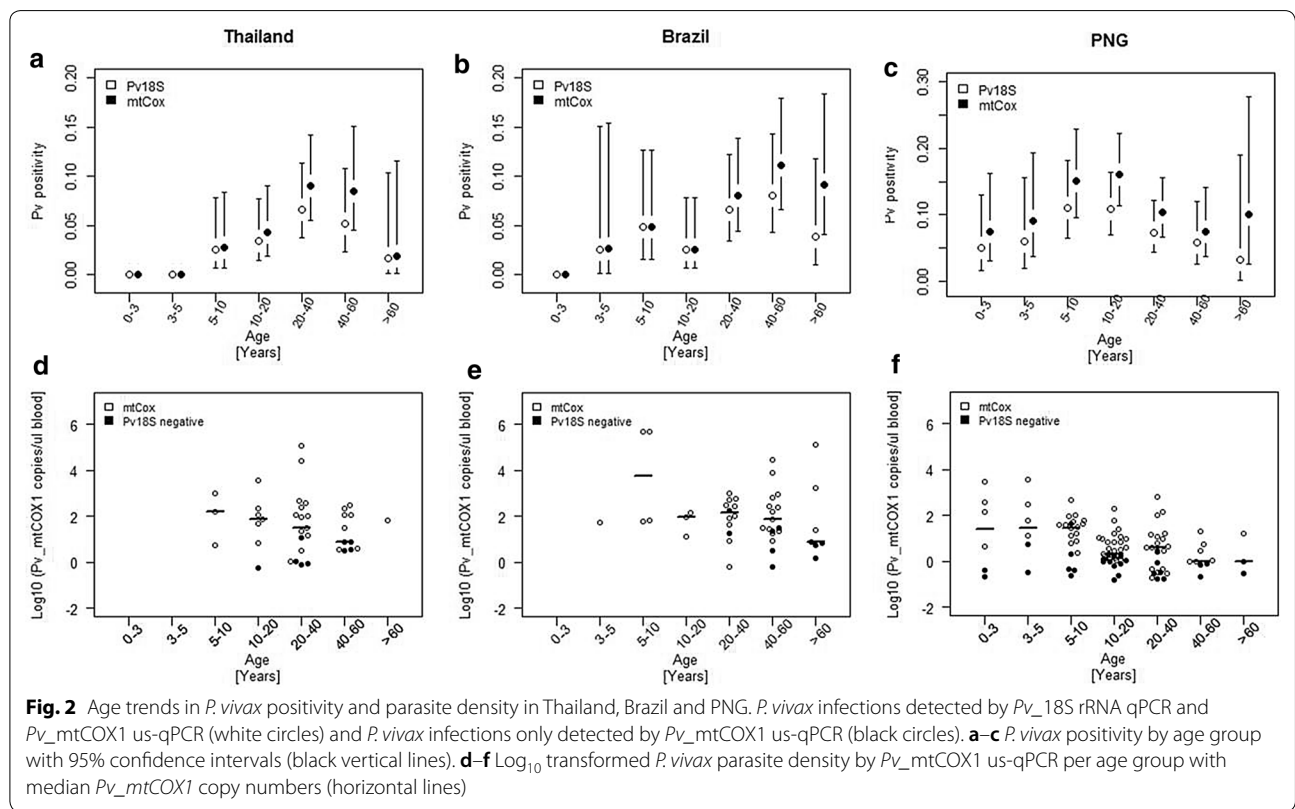 Thailand
Brazil
PNG
a
Pv positivity
0.20
0.15
0.10
0.05
0.00
Pv18S
mtCox
0-3
3-5
5-10
10-20
20-40
40-60
>60
Age
[Years]
b
0.20
0.15
0.10
0.05
0.00
Pv18S
mtCox
0-3
3-5
5-10
10-20
20-40
40-60
>60
Age
[Years]
c
Pv positivity
0.30
0.20
0.10
0.00
Pv18S
mtCox
0-3
3-5
5-10
10-20
20-40
40-60
>60
Age
[Years]
d
Log10 (Pv_mtCOX1 copies/ul blood)
6
4
2
0
-2
mtCox
Pv18S negative
0-3
3-5
5-10
10-20
20-40
40-60
>60
Age
[Years]
e
Log10 (Pv_mtCOX1 copies/ul blood]
6
4
2
0
-2
mtCox
Pv18S negative
0-3
3-5
5-10
10-20
20-40
40-60
>60
Age
[Years]
f
Log10 (Pv_mtCOX1 copies/ul blood]
6
4
2
0
-2
mtCox
Pv18S negative
0-3
3-5
5-10
10-20
20-40
40-60
>60
Age
[Years]
Fig. 2 Age trends in P. vivax positivity and parasite density in Thailand, Brazil and PNG. P. vivax infections detected by Pv_18S rRNA qPCR and
Pv_mtCOX1 us-qPCR (white circles) and P. vivax infections only detected by Pv_mtCOX1 us-qPCR (black circles). a–c P. vivax positivity by age group
with 95% confidence intervals (black vertical lines). d–f Log10 transformed P. vivax parasite density by Pv_mtCOX1 us-qPCR per age group with
median Pv_mtCOX1 copy numbers (horizontal lines)